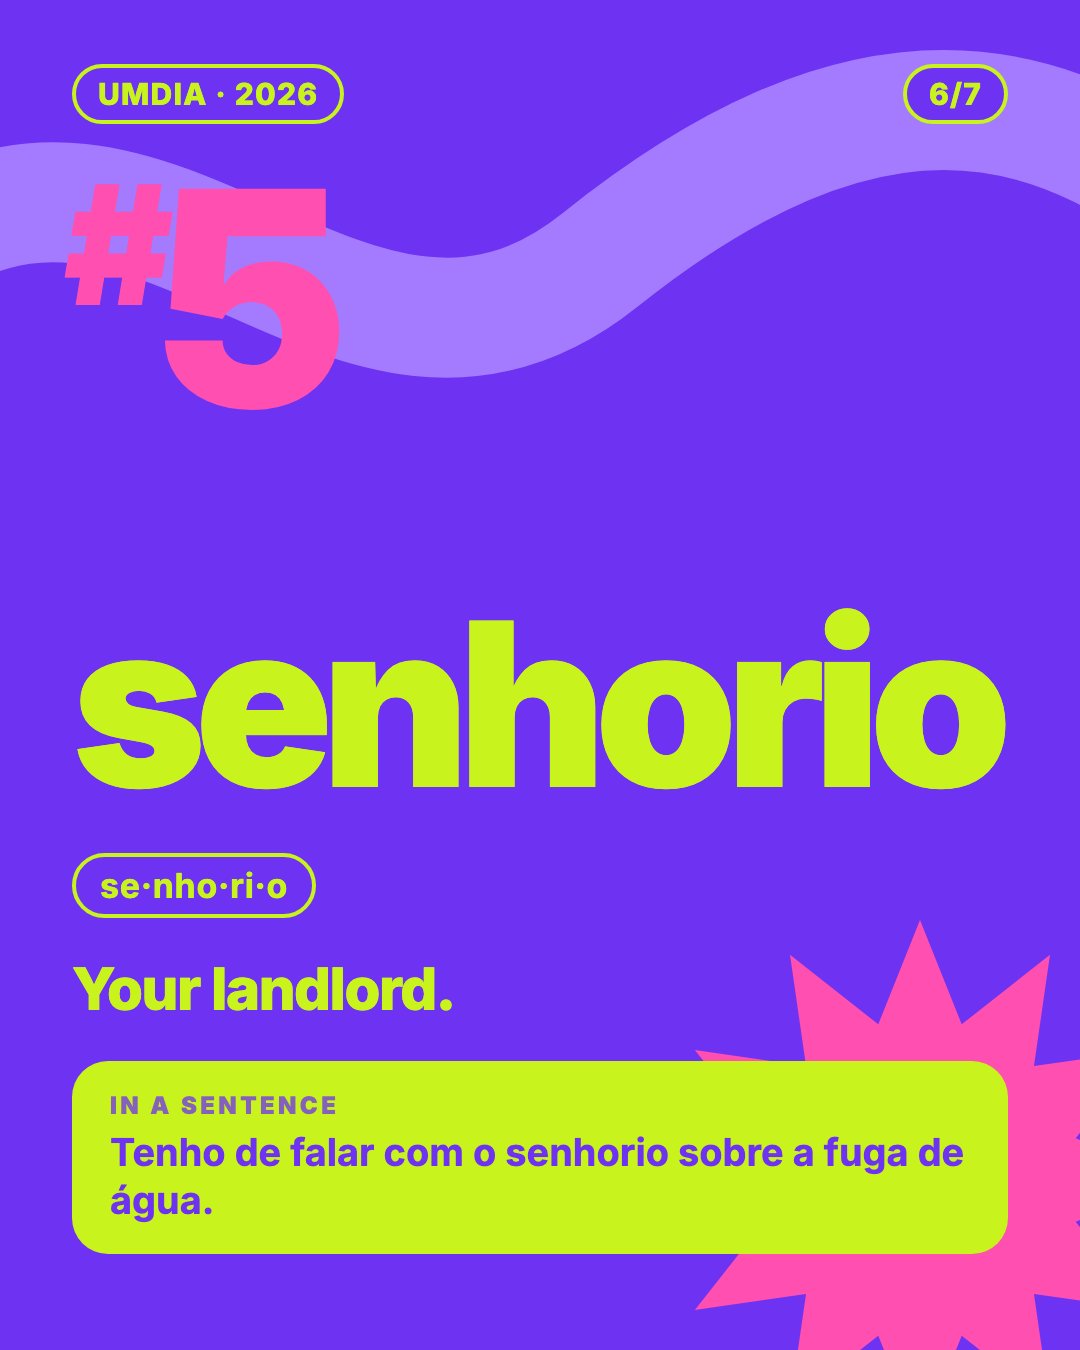 UMDIA · 2026
6/7
#5
senhorio
se·nho·ri·o
Your landlord.
IN A SENTENCE
Tenho de falar com o senhorio sobre a fuga de
água.